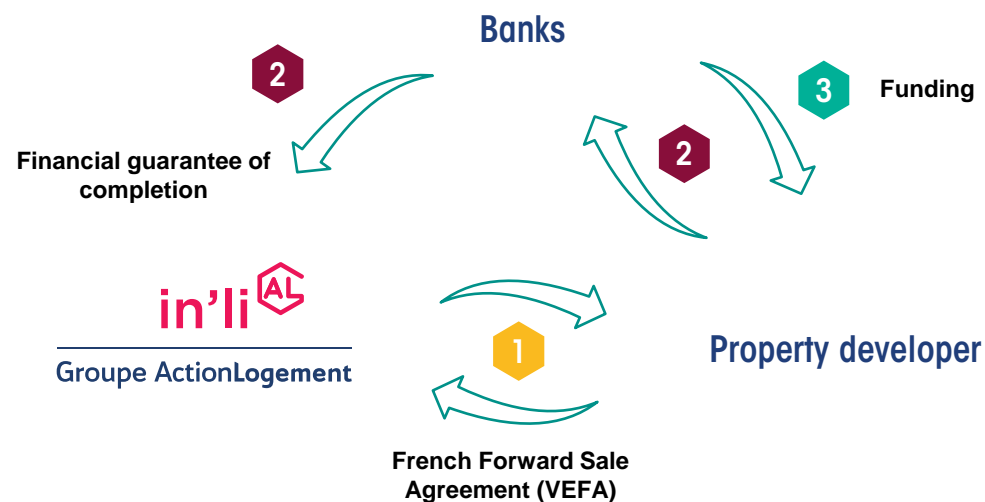 Banks
2
3
Funding
2
Financial guarantee of
completion
in’li AL
Groupe ActionLogement
1
Property developer
French Forward Sale
Agreement (VEFA)